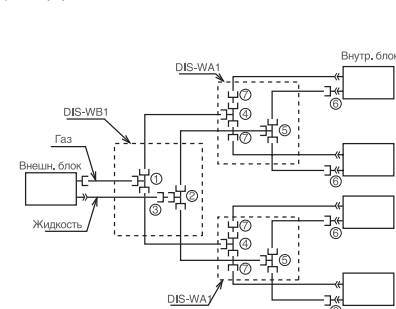 DIS-WA1
Внутр. блок
DIS-WB1
⑦
④
⑦
⑤
⑥
Газ
Внешн. блок
①
②
③
Жидкость
⑥
⑦
④
⑦
⑤
⑥
DIS-WA1